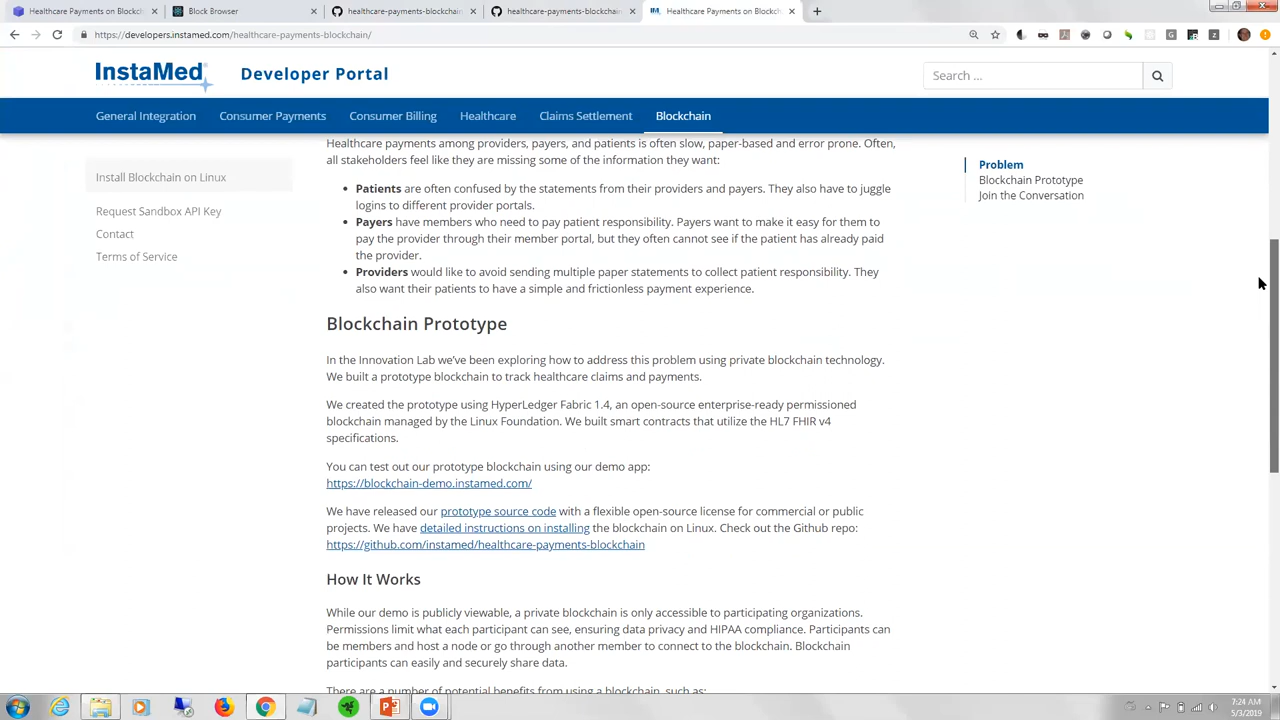 Healthcare Payments on Blockch
Block Browser
healthcare-payments-blockchain
healthcare-payments-blockchain
Healthcare Payments on Blockch
https://developers.instamed.com/healthcare-payments-blockchain/
InstaMed
Developer Portal
Search ...
General Integration
Consumer Payments
Consumer Billing
Healthcare
Claims Settlement
Blockchain
Install Blockchain on Linux
Request Sandbox API Key
Contact
Terms of Service
Healthcare payments among providers, payers, and patients is often slow, paper-based and error prone. Often,
all stakeholders feel like they are missing some of the information they want:
Patients are often confused by the statements from their providers and payers. They also have to juggle
logins to different provider portals.
Payers have members who need to pay patient responsibility. Payers want to make it easy for them to
pay the provider through their member portal, but they often cannot see if the patient has already paid
the provider.
Providers would like to avoid sending multiple paper statements to collect patient responsibility. They
also want their patients to have a simple and frictionless payment experience.
Blockchain Prototype
In the Innovation Lab we've been exploring how to address this problem using private blockchain technology.
We built a prototype blockchain to track healthcare claims and payments.
We created the prototype using HyperLedger Fabric 1.4, an open-source enterprise-ready permissioned
blockchain managed by the Linux Foundation. We built smart contracts that utilize the HL7 FHIR v4
specifications.
You can test out our prototype blockchain using our demo app:
https://blockchain-demo.instamed.com/
We have released our prototype source code with a flexible open-source license for commercial or public
projects. We have detailed instructions on installing the blockchain on Linux. Check out the Github repo:
https://github.com/instamed/healthcare-payments-blockchain
How It Works
While our demo is publicly viewable, a private blockchain is only accessible to participating organizations.
Permissions limit what each participant can see, ensuring data privacy and HIPAA compliance. Participants can
be members and host a node or go through another member to connect to the blockchain. Blockchain
participants can easily and securely share data.
There are a number of potential benefits from using a blockchain, such as:
Problem
Blockchain Prototype
Join the Conversation
7:24 AM
5/3/2019